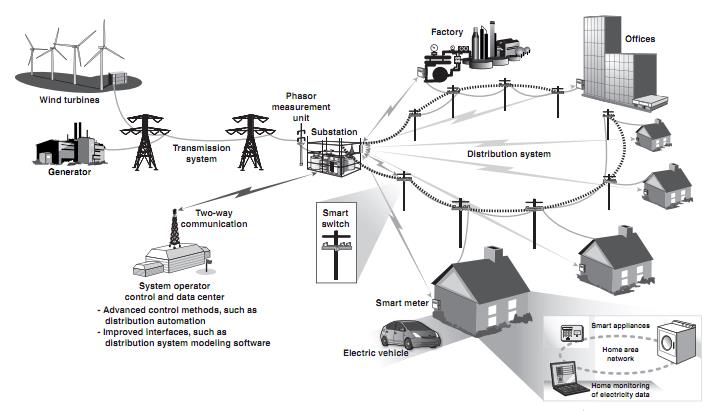 Factory
Offices
Wind turbines
Phasor
measurement
unit
Substation
Transmission
system
Generator
Distribution system
Two-way
communication
Smart
switch
System operator
control and data center
- Advanced control methods, such as
distribution automation
- Improved interfaces, such as
distribution system modeling software
Smart meter
Electric vehicle
Smart appliances
Home area
network
Home monitoring
of electricity data